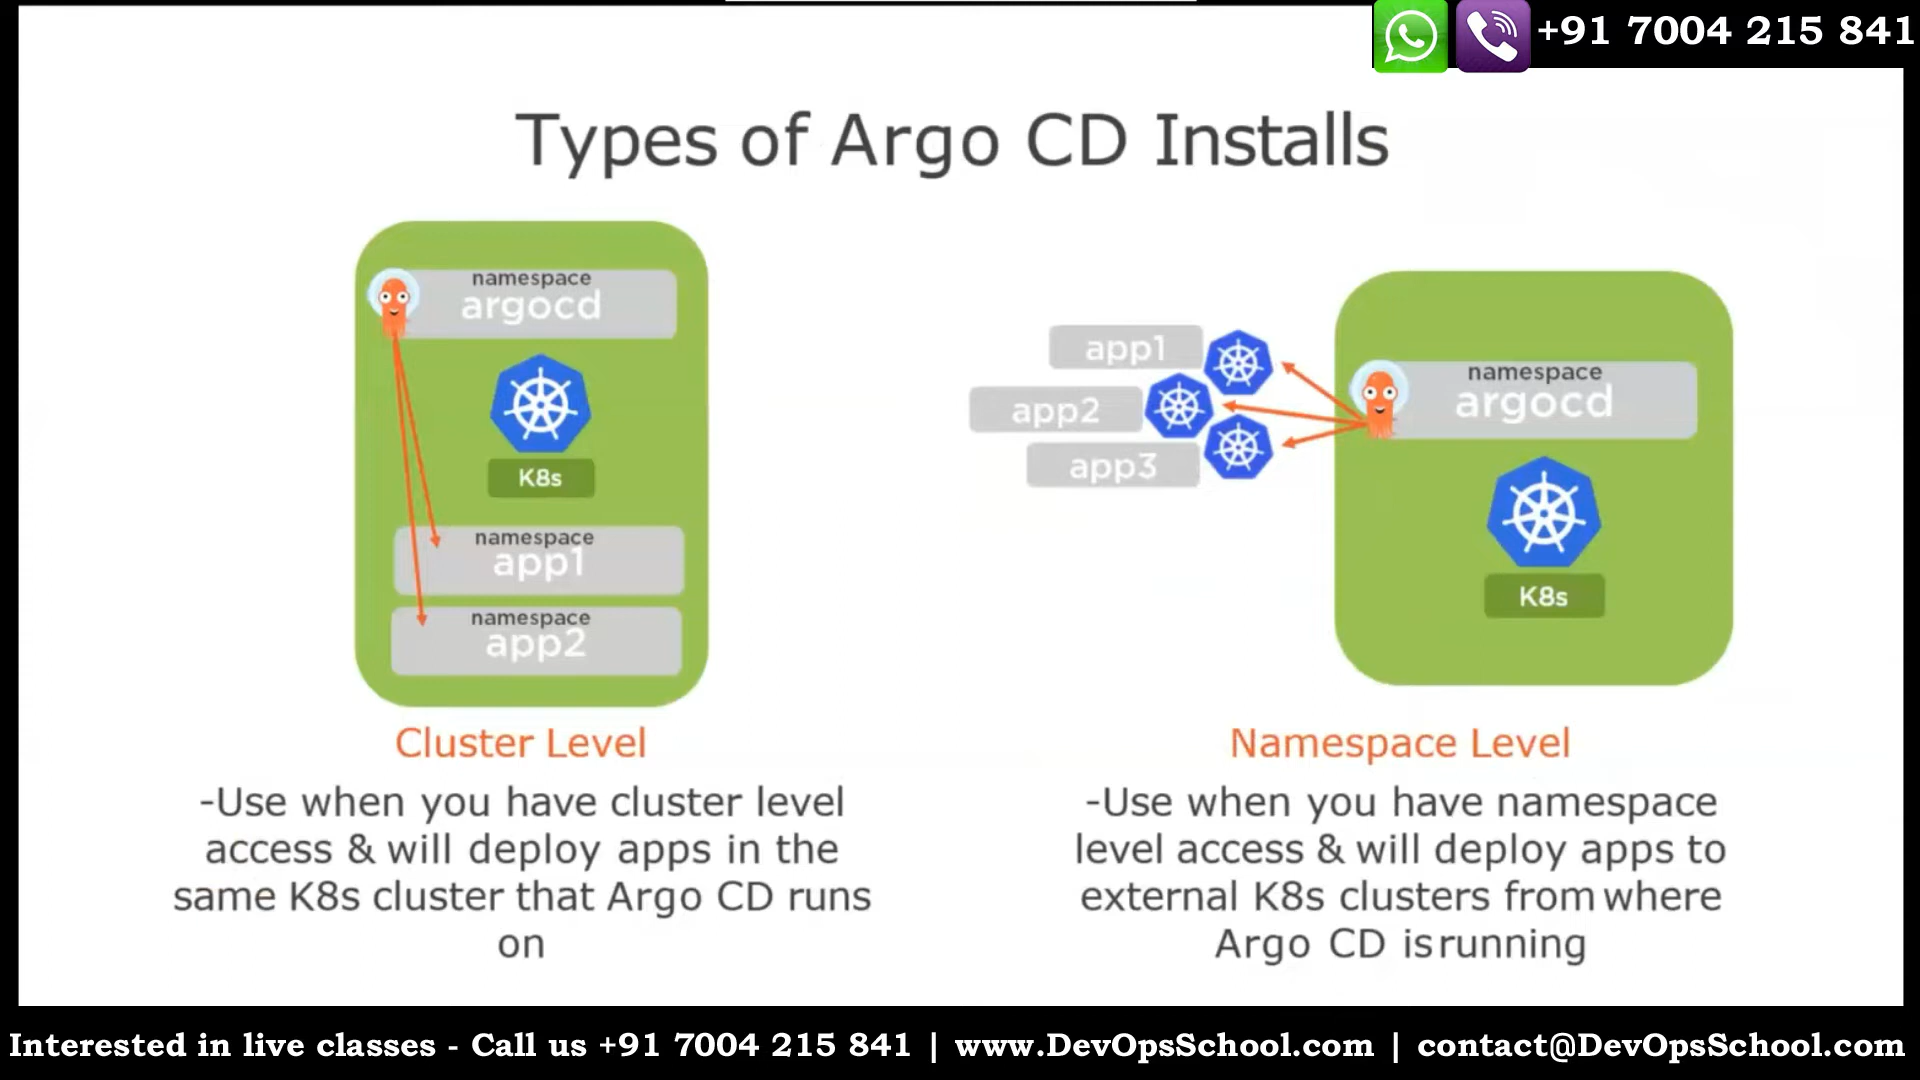 +91 7004 215 841
Types of Argo CD Installs
namespace
argocd
K8s
namespace
app1
namespace
app2
Cluster Level
-Use when you have cluster level
access & will deploy apps in the
same K8s cluster that Argo CD runs
on
app1
app2
app3
namespace
argocd
K8s
Namespace Level
-Use when you have namespace
level access & will deploy apps to
external K8s clusters from where
Argo CD is running
Interested in live classes - Call us +91 7004 215 841 | www.DevOpsSchool.com | contact@DevOpsSchool.com